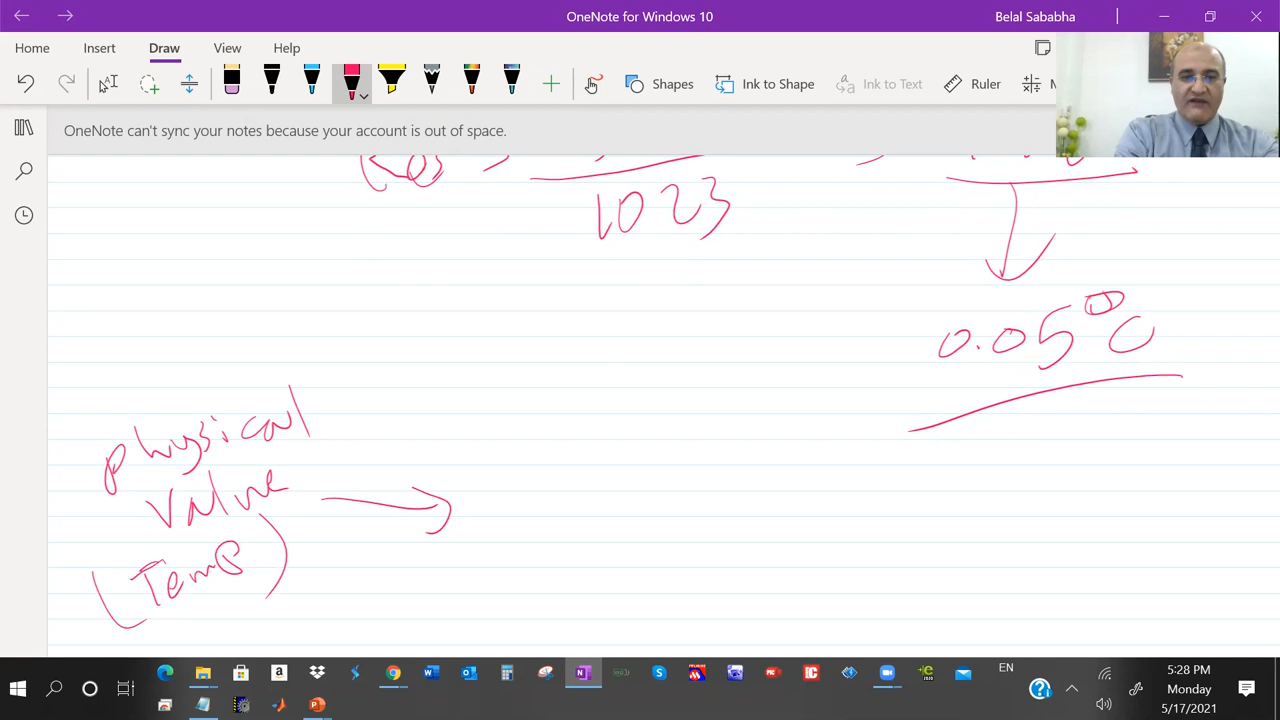 OneNote for Windows 10
Belal Sababha
Home Insert Draw View Help
Shapes Ink to Shape Ink to Text Ruler M
OneNote can't sync your notes because your account is out of space.
1023
0.05°C
physical
value
(Temp)
EN
5:28 PM
Monday
5/17/2021